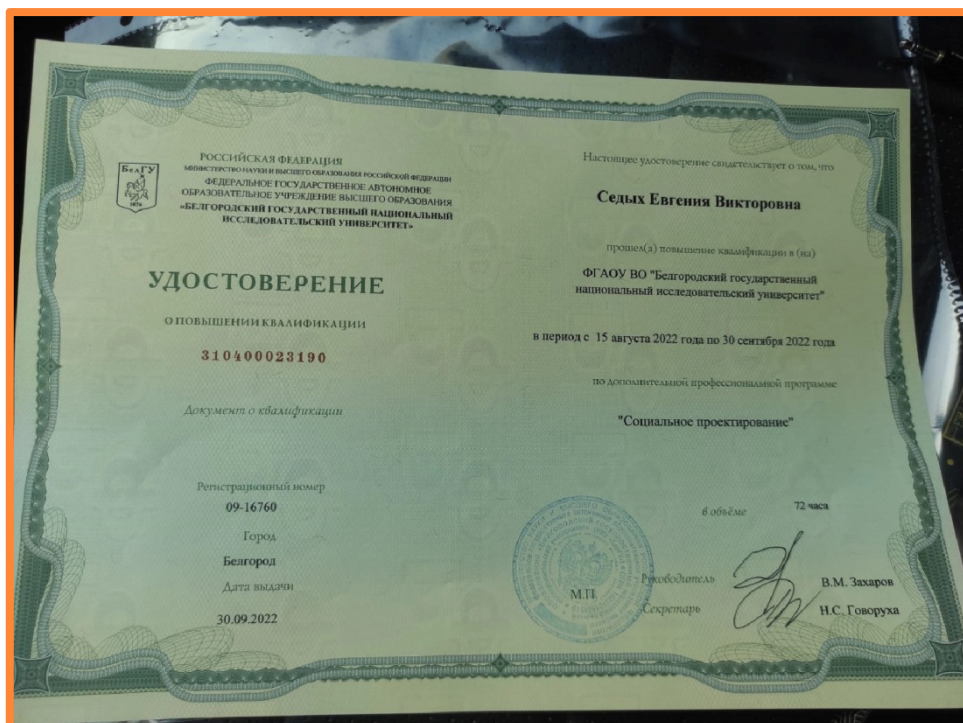 БелГУ
1876
РОССИЙСКАЯ ФЕДЕРАЦИЯ
МИНИСТЕРСТВО НАУКИ И ВЫСШЕГО ОБРАЗОВАНИЯ РОССИЙСКОЙ ФЕДЕРАЦИИ
ФЕДЕРАЛЬНОЕ ГОСУДАРСТВЕННОЕ АВТОНОМНОЕ
ОБРАЗОВАТЕЛЬНОЕ УЧРЕЖДЕНИЕ ВЫСШЕГО ОБРАЗОВАНИЯ
«БЕЛГОРОДСКИЙ ГОСУДАРСТВЕННЫЙ НАЦИОНАЛЬНЫЙ
ИССЛЕДОВАТЕЛЬСКИЙ УНИВЕРСИТЕТ»
УДОСТОВЕРЕНИЕ
О ПОВЫШЕНИИ КВАЛИФИКАЦИИ
310400023190
Документ о квалификации
Регистрационный номер
09-16760
Город
Белгород
Дата выдачи
30.09.2022
Настоящее удостоверение свидетельствует о том, что
Седых Евгения Викторовна
прошел(а) повышение квалификации в (на)
ФГАОУ ВО "Белгородский государственный
национальный исследовательский университет"
в период с 15 августа 2022 года по 30 сентября 2022 года
по дополнительной профессиональной программе
"Социальное проектирование"
в объёме 72 часа
Руководитель В.М. Захаров
М.П.
Секретарь Н.С. Говоруха